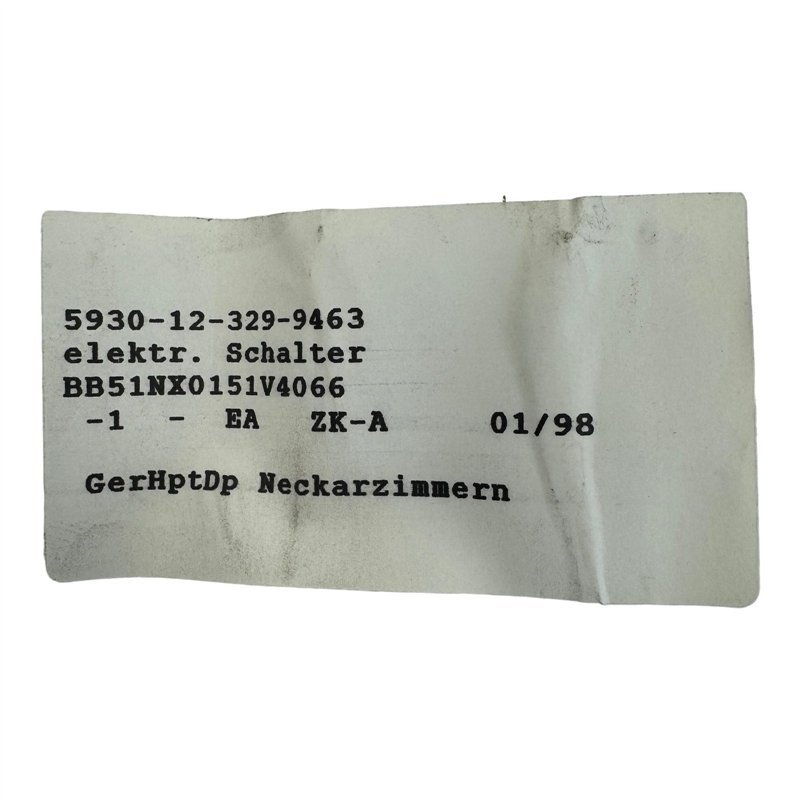 5930-12-329-9463
elektr. Schalter
BB51NX0151V4066
-1 - EA ZK-A 01/98
GerHptDp Neckarzimmern